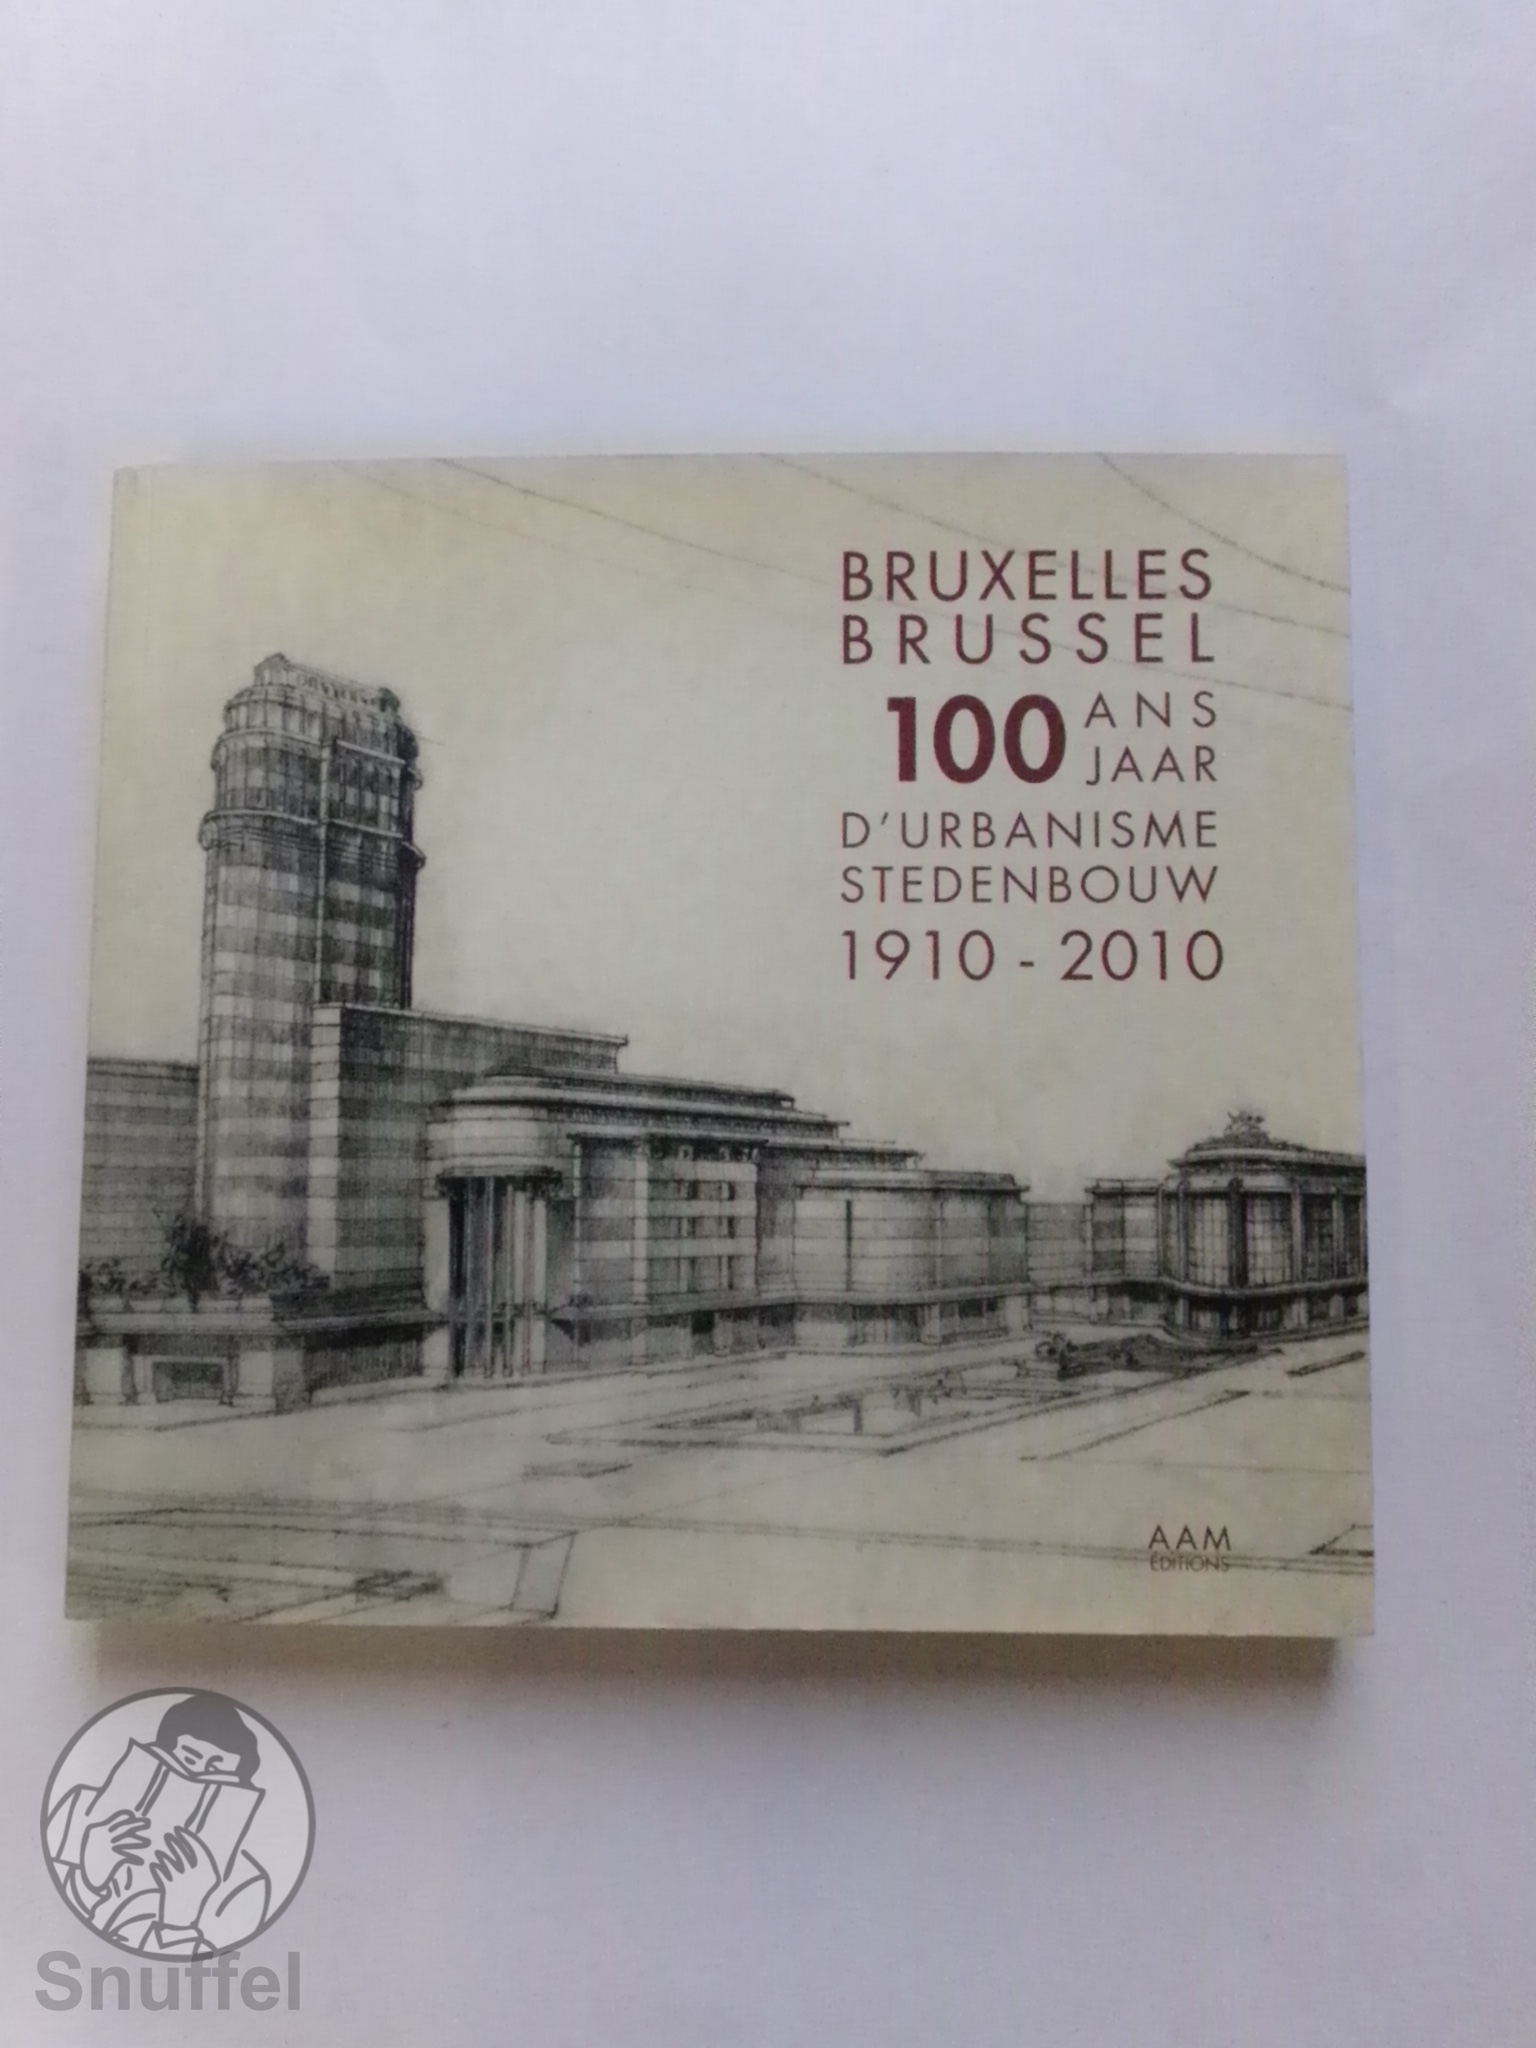 BRUXELLES
BRUSSEL
100 ANS
JAAR
D'URBANISME
STEDENBOUW
1910 - 2010
AAM
ÉDITIONS
Snuffel